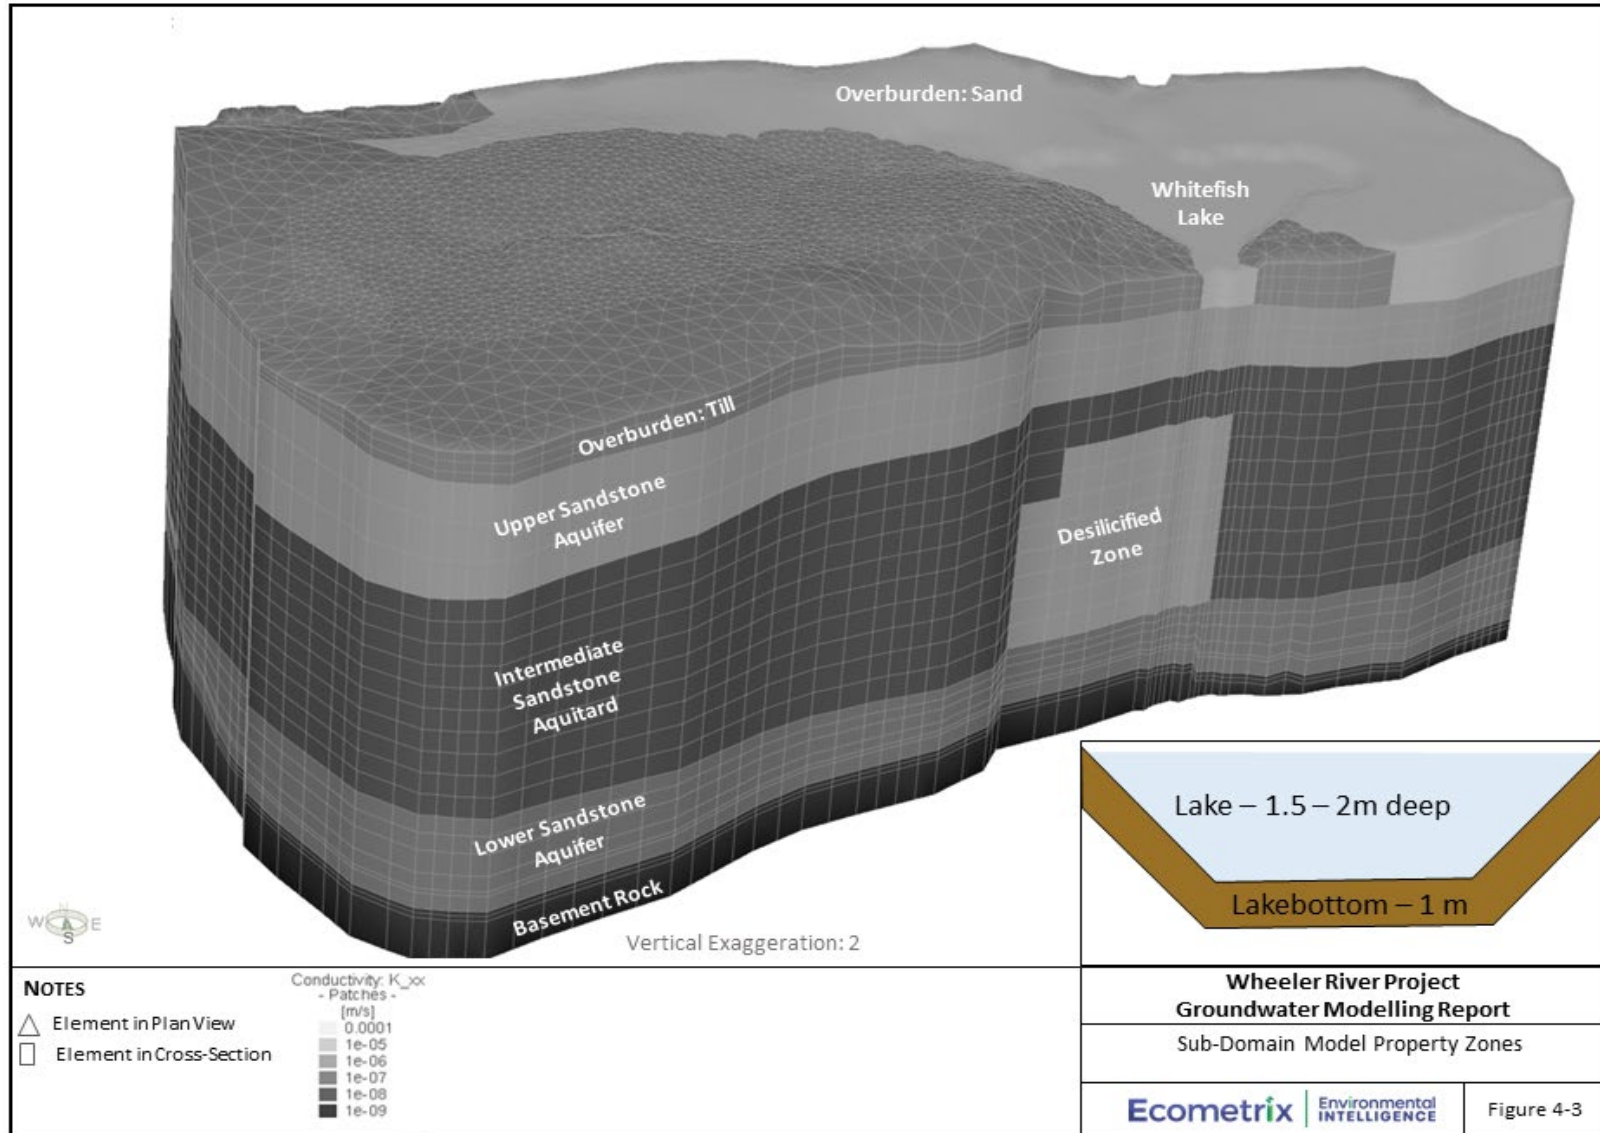 Overburden: Sand
Whitefish
Lake
Overburden: Till
Upper Sandstone
Aquifer
Desilicified
Zone
Intermediate
Sandstone
Aquitard
Lower Sandstone
Aquifer
Basement Rock
Lake – 1.5 – 2m deep
Lakebottom – 1 m
N
W E
S
Vertical Exaggeration: 2
NOTES
Element in Plan View
Element in Cross-Section
Conductivity: K_xx
- Patches -
[m/s]
0.0001
1e-05
1e-06
1e-07
1e-08
1e-09
Wheeler River Project
Groundwater Modelling Report
Sub-Domain Model Property Zones
Ecometrix
Environmental
INTELLIGENCE
Figure 4-3